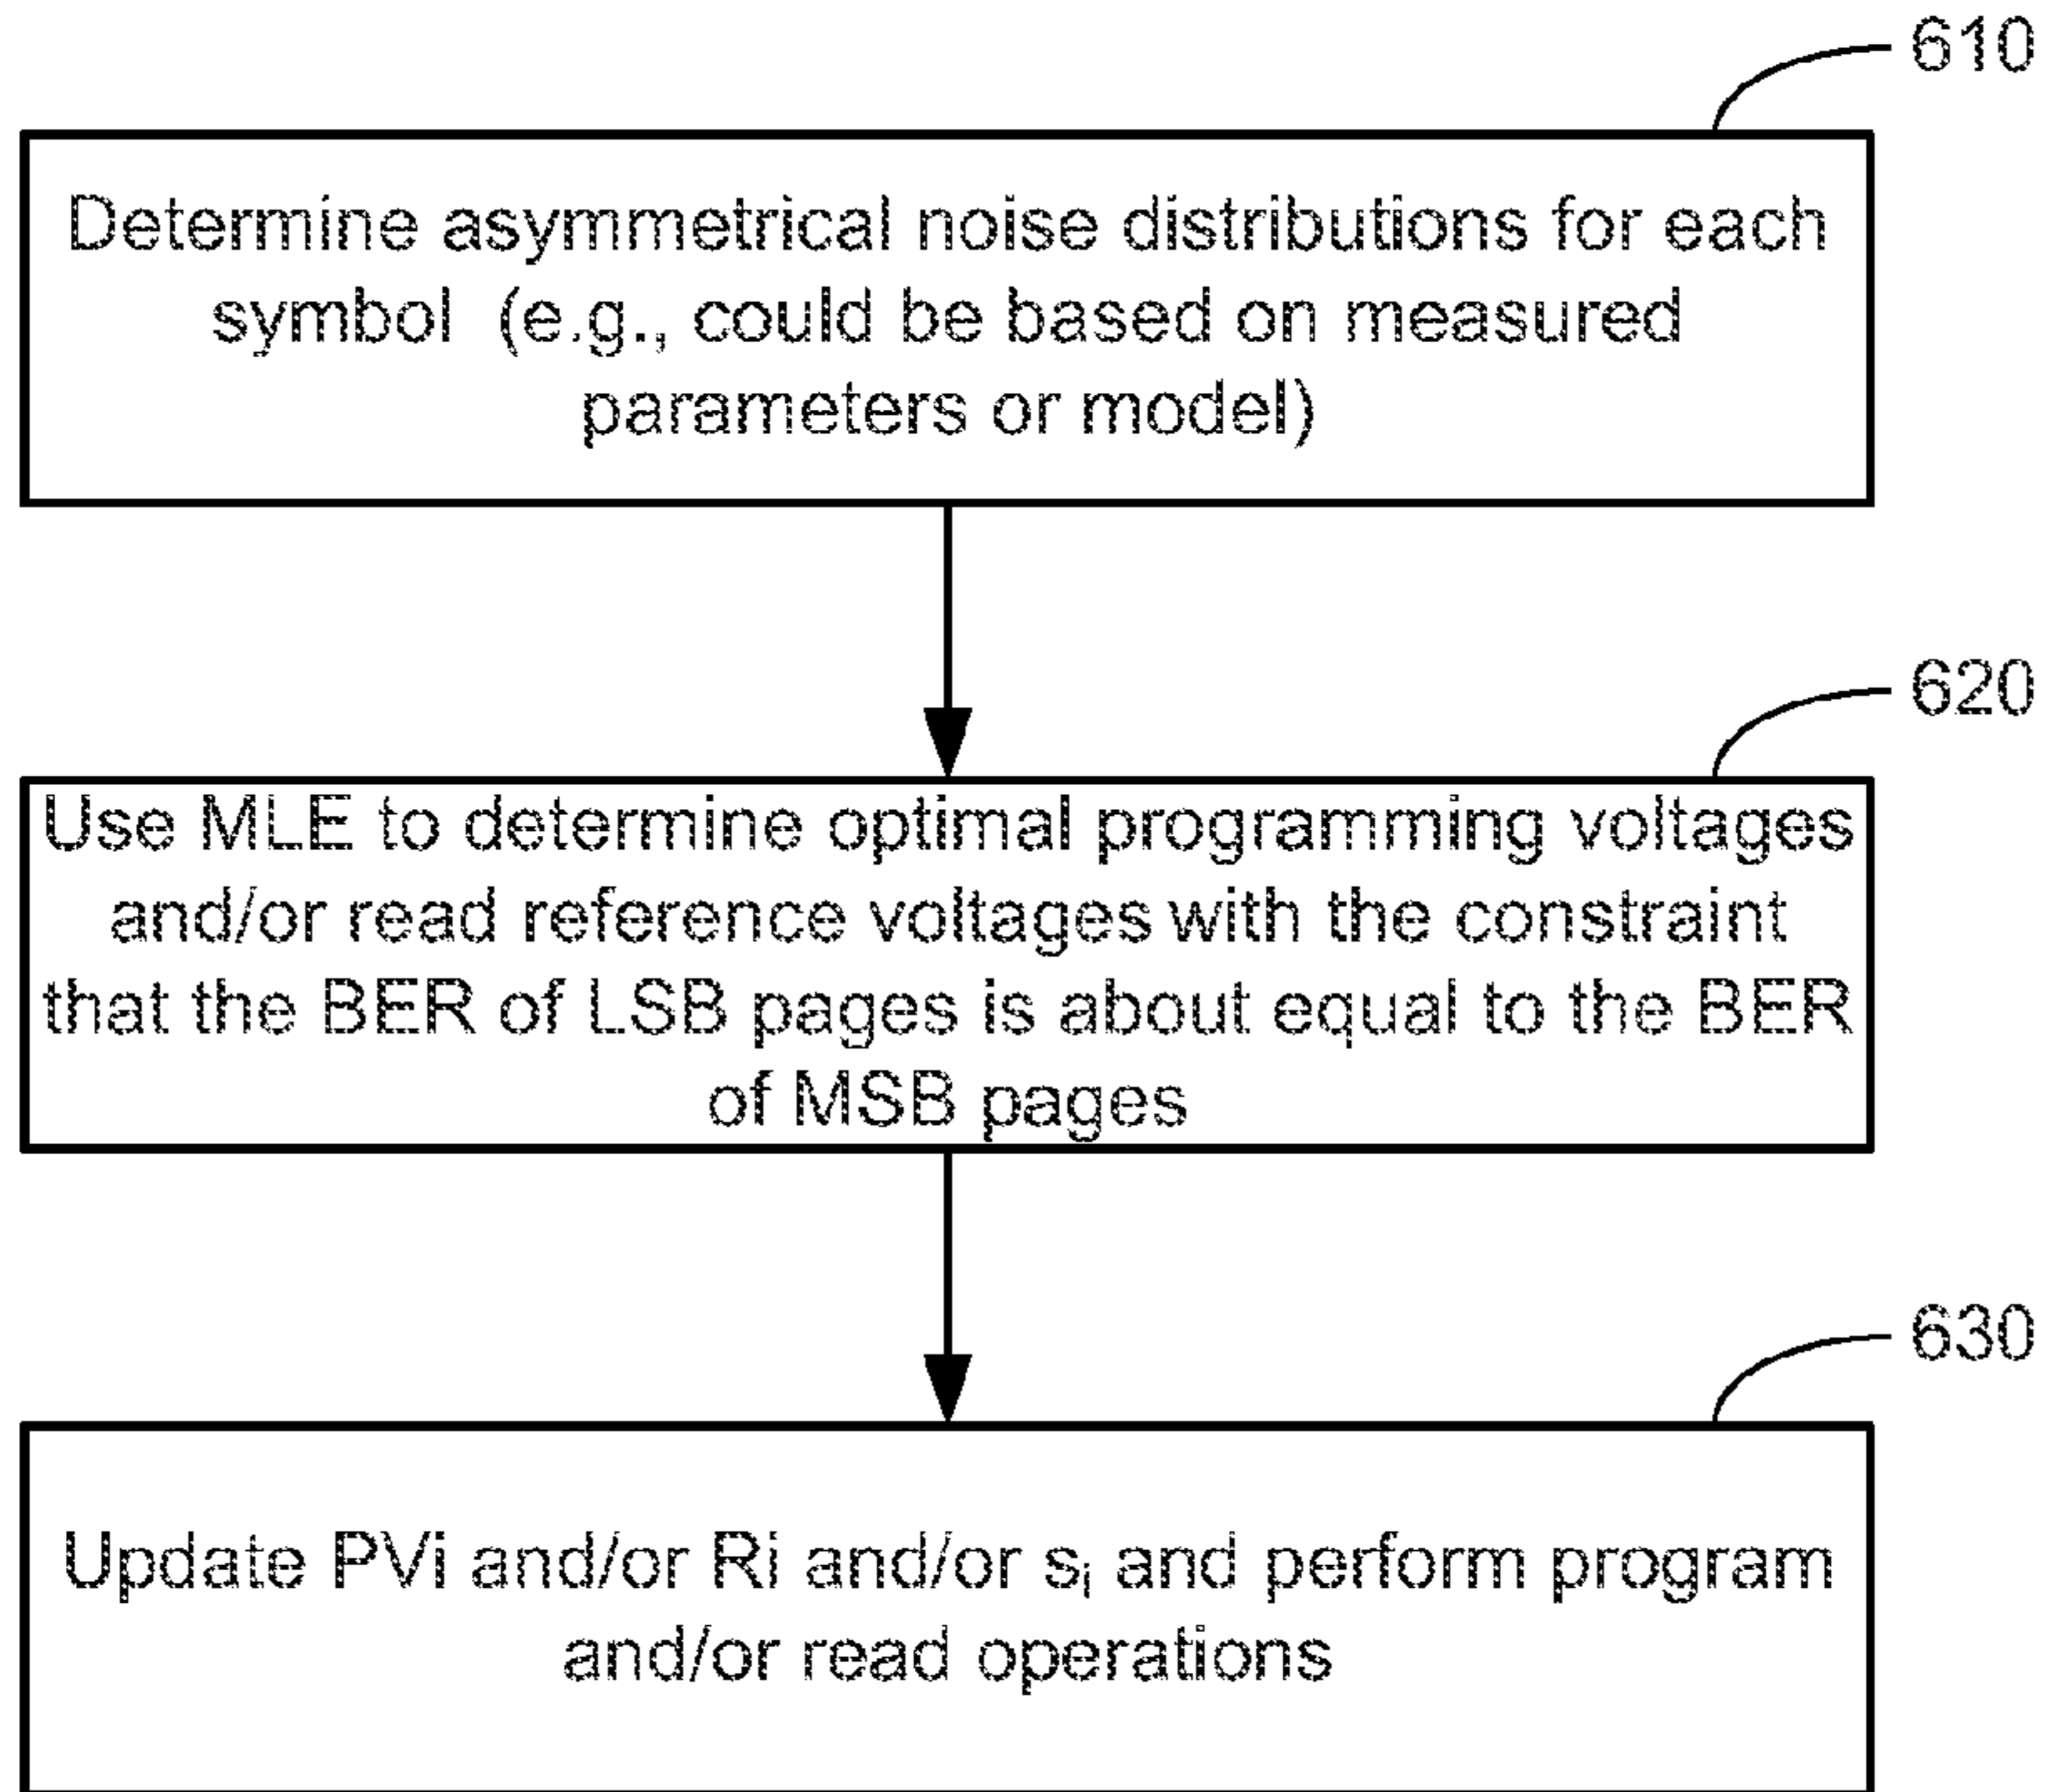 610
Determine asymmetrical noise distributions for each
symbol (e.g., could be based on measured
parameters or model)
620
Use MLE to determine optimal programming voltages
and/or read reference voltages with the constraint
that the BER of LSB pages is about equal to the BER
of MSB pages
630
Update PVi and/or Ri and/or sᵢ and perform program
and/or read operations